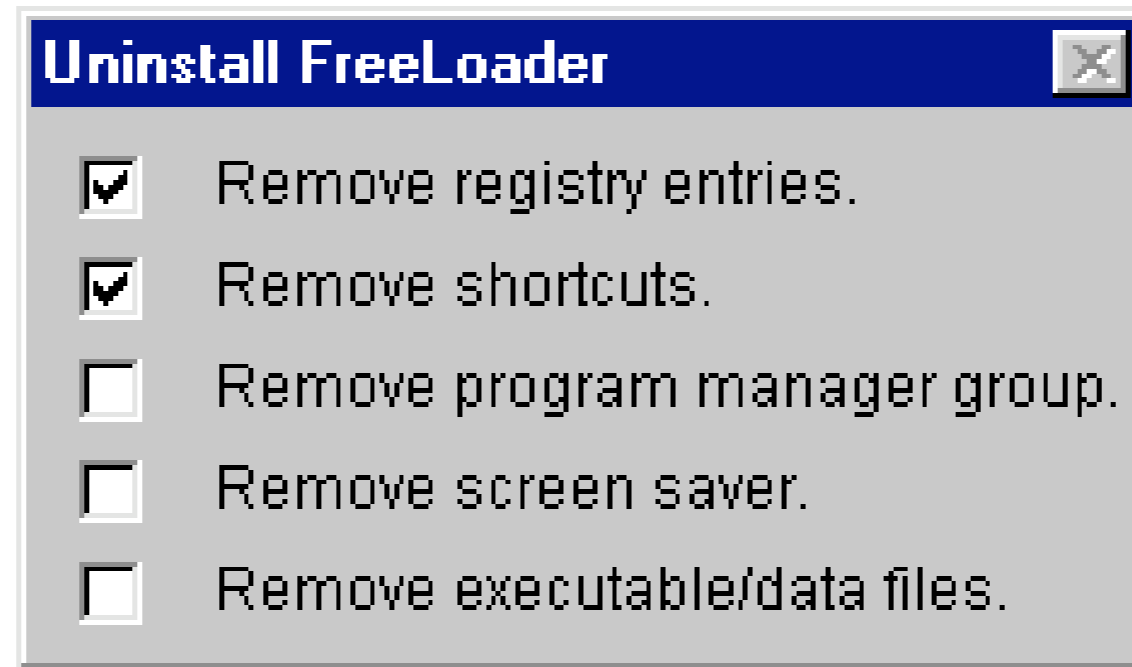 Uninstall FreeLoader
Remove registry entries.
Remove shortcuts.
Remove program manager group.
Remove screen saver.
Remove executable/data files.